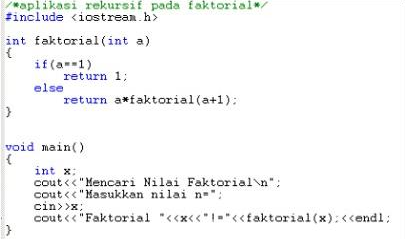 /*aplikasi rekursif pada faktorial*/
#include <iostream.h>
int faktorial(int a)
{
if(a==1)
return 1;
else
return a*faktorial(a+1);
}
void main()
{
int x;
cout<<"Mencari Nilai Faktorial\n";
cout<<"Masukkan nilai n=";
cin>>x;
cout<<"Faktorial "<<x<<"!="<<faktorial(x);<<endl;
}